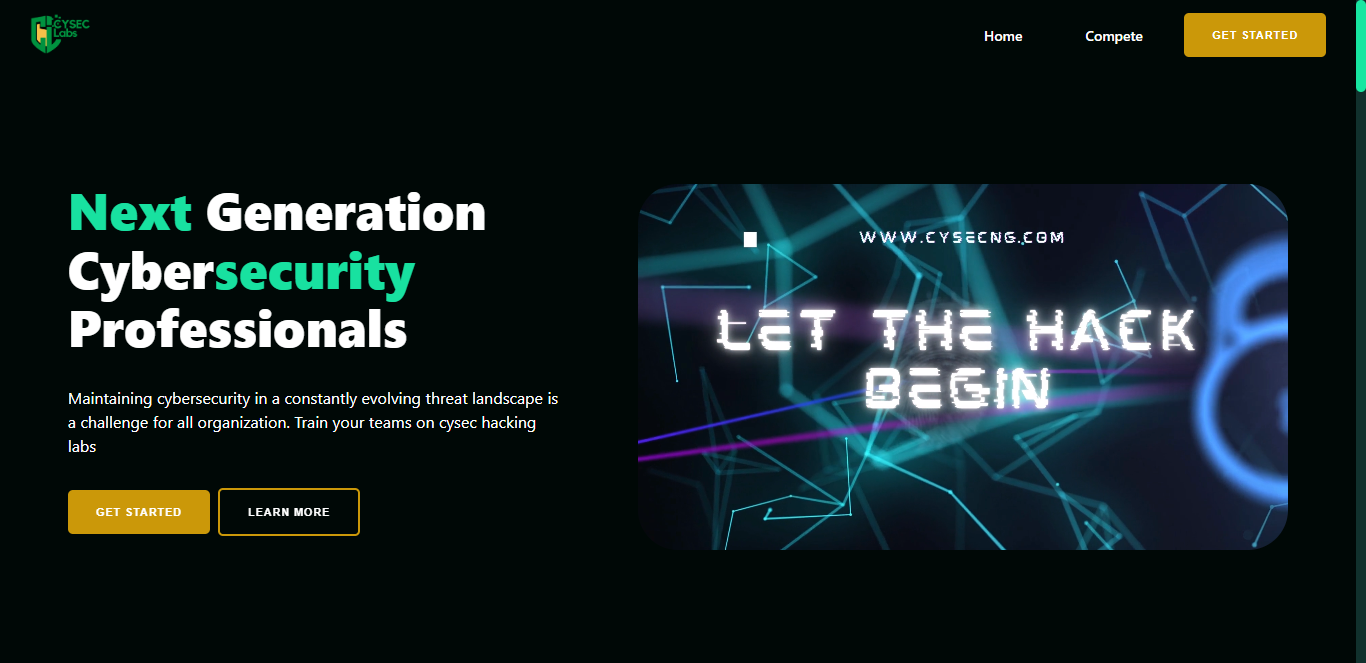 CYSEC
Labs
Home
Compete
GET STARTED
Next Generation
Cybersecurity
Professionals
Maintaining cybersecurity in a constantly evolving threat landscape is
a challenge for all organization. Train your teams on cysec hacking
labs
GET STARTED
LEARN MORE
WWW.CYSECNG.COM
LET THE HACK
BEGIN